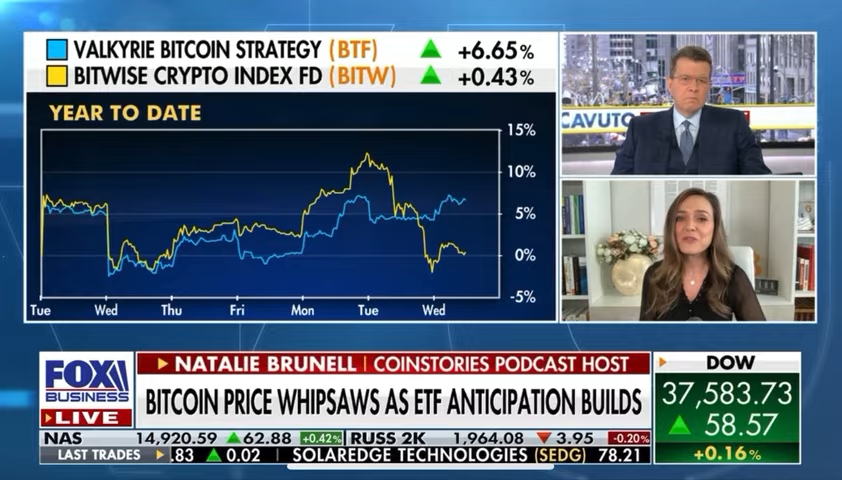 VALKYRIE BITCOIN STRATEGY (BTF) +6.65%
BITWISE CRYPTO INDEX FD (BITW) +0.43%
YEAR TO DATE
15%
10%
5%
0%
-5%
Tue Wed Thu Fri Mon Tue Wed
CAVUTO
FOX
BUSINESS
LIVE
NATALIE BRUNELL | COINSTORIES PODCAST HOST
BITCOIN PRICE WHIPSAWS AS ETF ANTICIPATION BUILDS
DOW
37,583.73
58.57
+0.16%
NAS 14,920.59 62.88 +0.42% RUSS 2K 1,964.08 3.95 -0.20%
LAST TRADES .83 0.02 SOLAREDGE TECHNOLOGIES (SEDG) 78.21